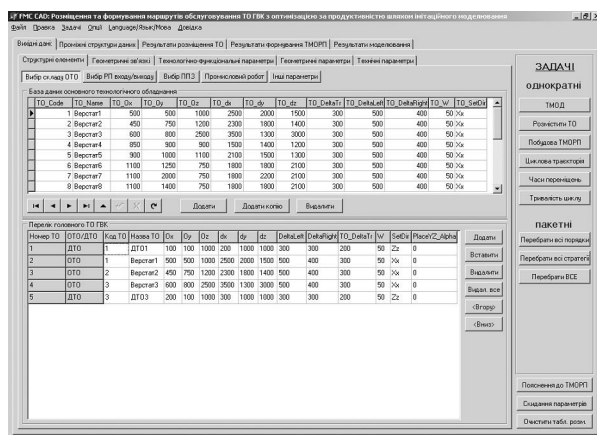 FMC CAD: Розміщення та формування маршрутів обслуговування ТО ГВК з оптимізацією за продуктивністю шляхом імітаційного моделювання
Файл Правка Задачі Опції Language/Язык/Мова Довідка
Вихідні дані Проміжні структури даних Результати розміщення ТО Результати формування ТМОРП Результати моделювання
Структурні елементи Геометричні зв'язки Технологічно-функціональні параметри Геометричні параметри Технічні параметри
Вибір складу ОТО Вибір РП входу/виходу Вибір ППЗ Промисловий робот Інші параметри
База даних основного технологічного обладнання
TO_Code TO_Name TO_Ox TO_Oy TO_Oz TO_dx TO_dy TO_dz TO_DeltaTr TO_DeltaLeft TO_DeltaRight TO_W TO_SetDir
1 Верстат1 500 500 1000 2500 2000 1500 300 500 400 50 Xx
2 Верстат2 450 750 1200 2300 1800 1400 300 500 400 50 Xx
3 Верстат3 600 800 2500 3500 1300 3000 300 500 400 50 Xx
4 Верстат4 850 900 900 1500 1400 1200 300 500 400 50 Xx
5 Верстат5 900 1000 1100 2100 1500 1300 300 500 400 50 Xx
6 Верстат6 1100 1250 750 1800 1800 2100 300 500 400 50 Xx
7 Верстат7 1100 2000 750 1800 2200 2100 300 500 400 50 Xx
8 Верстат8 1100 1400 750 1800 1800 2100 300 500 400 50 Xx
Додати Додати копію Видалити
Перелік головного ТО ГВК
Номер ТО ОТО/ДТО Код ТО Назва ТО Ox Oy Oz dx dy dz DeltaLeft DeltaRight TO_DeltaTr W SetDir PlaceYZ_Alpha
1 ДТО 1 ДТО1 100 100 1000 200 1000 1000 300 300 200 50 Zz 0
2 ОТО 1 Верстат1 500 500 1000 2500 2000 1500 500 400 300 50 Xx 0
3 ОТО 2 Верстат2 450 750 1200 2300 1800 1400 500 400 300 50 Xx 0
4 ОТО 3 Верстат3 600 800 2500 3500 1300 3000 500 400 300 50 Xx 0
5 ДТО 3 ДТО3 200 100 1000 300 1000 1000 300 300 200 50 Zz 0
Додати
Вставити
Видалити
Видал. все
<Вгору>
<Вниз>
ЗАДАЧІ
однократні
ТМОД
Розмістити ТО
Побудова ТМОРП
Циклова траєкторія
Часи переміщень
Тривалість циклу
пакетні
Перебрати всі порядки
Перебрати всі стратегії
Перебрати ВСЕ
Пояснення до ТМОРП
Скидання параметрів
Очистити табл. розм.